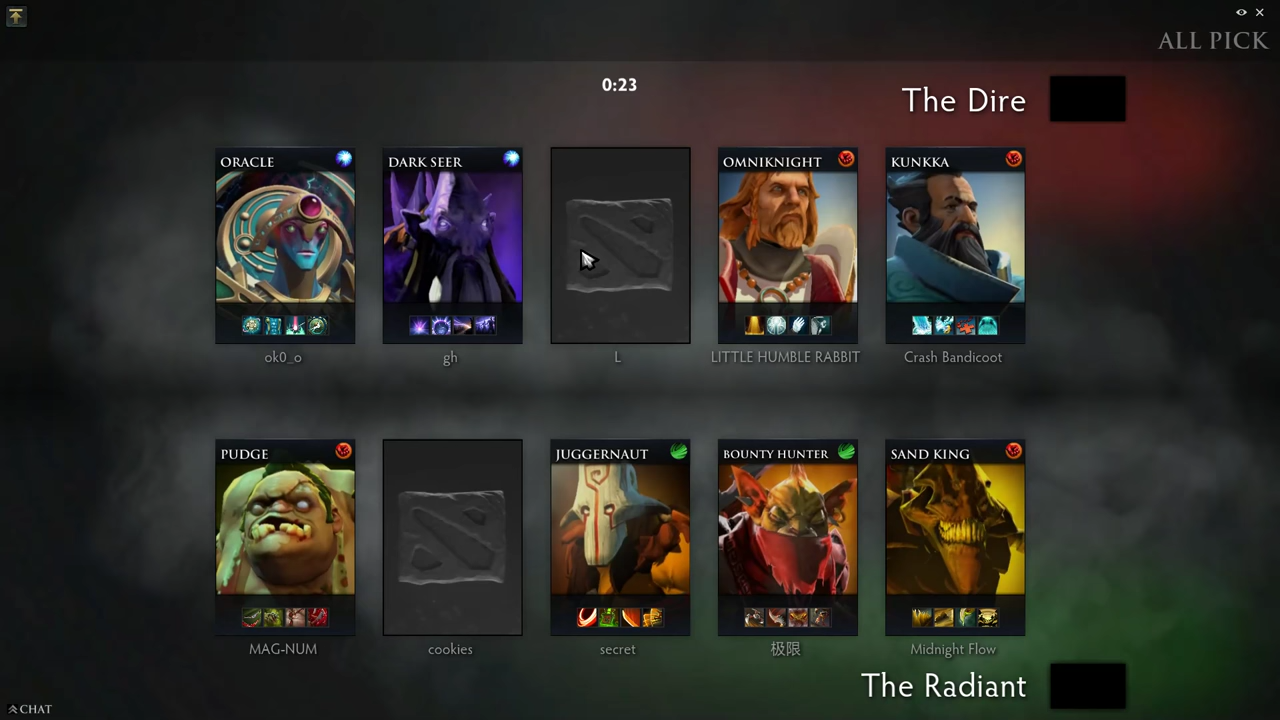 ALL PICK
0:23
The Dire
ORACLE
DARK SEER
OMNIKNIGHT
KUNKKA
ok0_o
gh
L
LITTLE HUMBLE RABBIT
Crash Bandicoot
PUDGE
JUGGERNAUT
BOUNTY HUNTER
SAND KING
MAG-NUM
cookies
secret
极限
Midnight Flow
The Radiant
CHAT